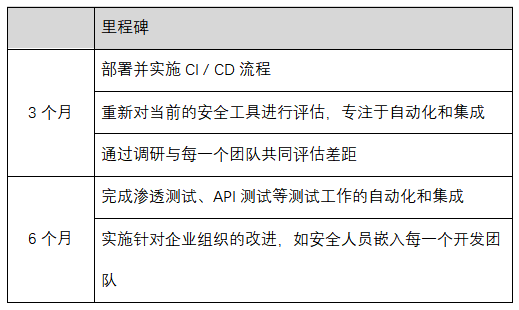 里程碑
部署并实施 CI / CD 流程
3 个月
重新对当前的安全工具进行评估，专注于自动化和集成
通过调研与每一个团队共同评估差距
完成渗透测试、API 测试等测试工作的自动化和集成
6 个月
实施针对企业组织的改进，如安全人员嵌入每一个开发团
队